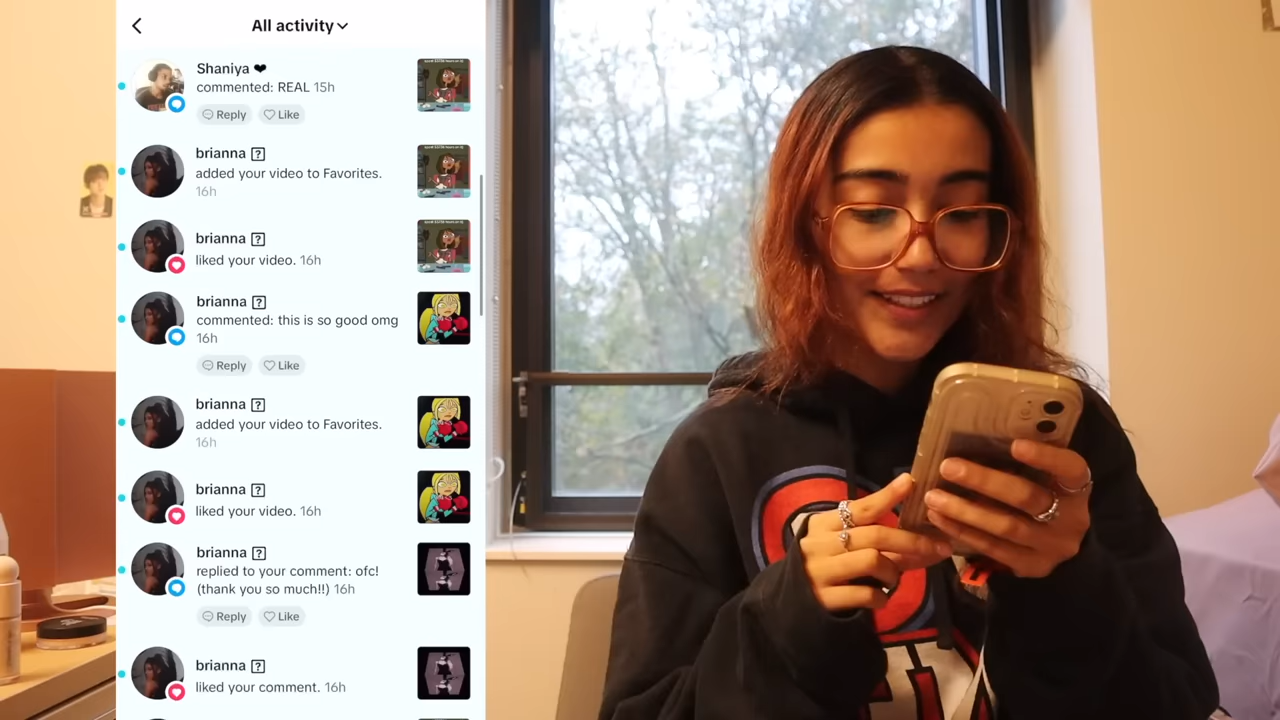 All activity
Shaniya ❤
commented: REAL 15h
Reply Like
brianna ?
added your video to Favorites.
16h
brianna ?
liked your video. 16h
brianna ?
commented: this is so good omg
16h
Reply Like
brianna ?
added your video to Favorites.
16h
brianna ?
liked your video. 16h
brianna ?
replied to your comment: ofc!
(thank you so much!!) 16h
Reply Like
brianna ?
liked your comment. 16h